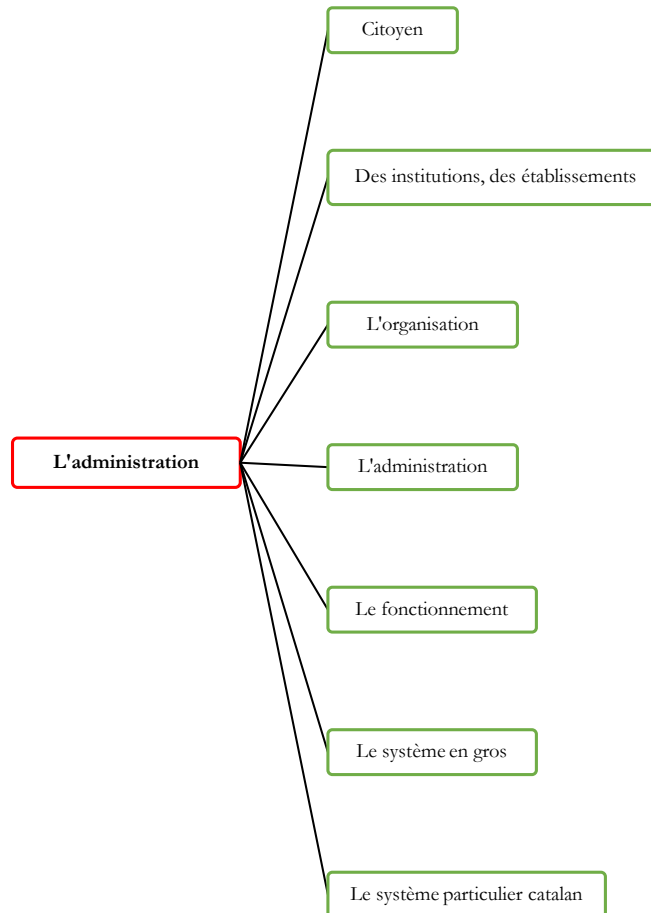 Citoyen
Des institutions, des établissements
L'organisation
L'administration
L'administration
Le fonctionnement
Le système en gros
Le système particulier catalan